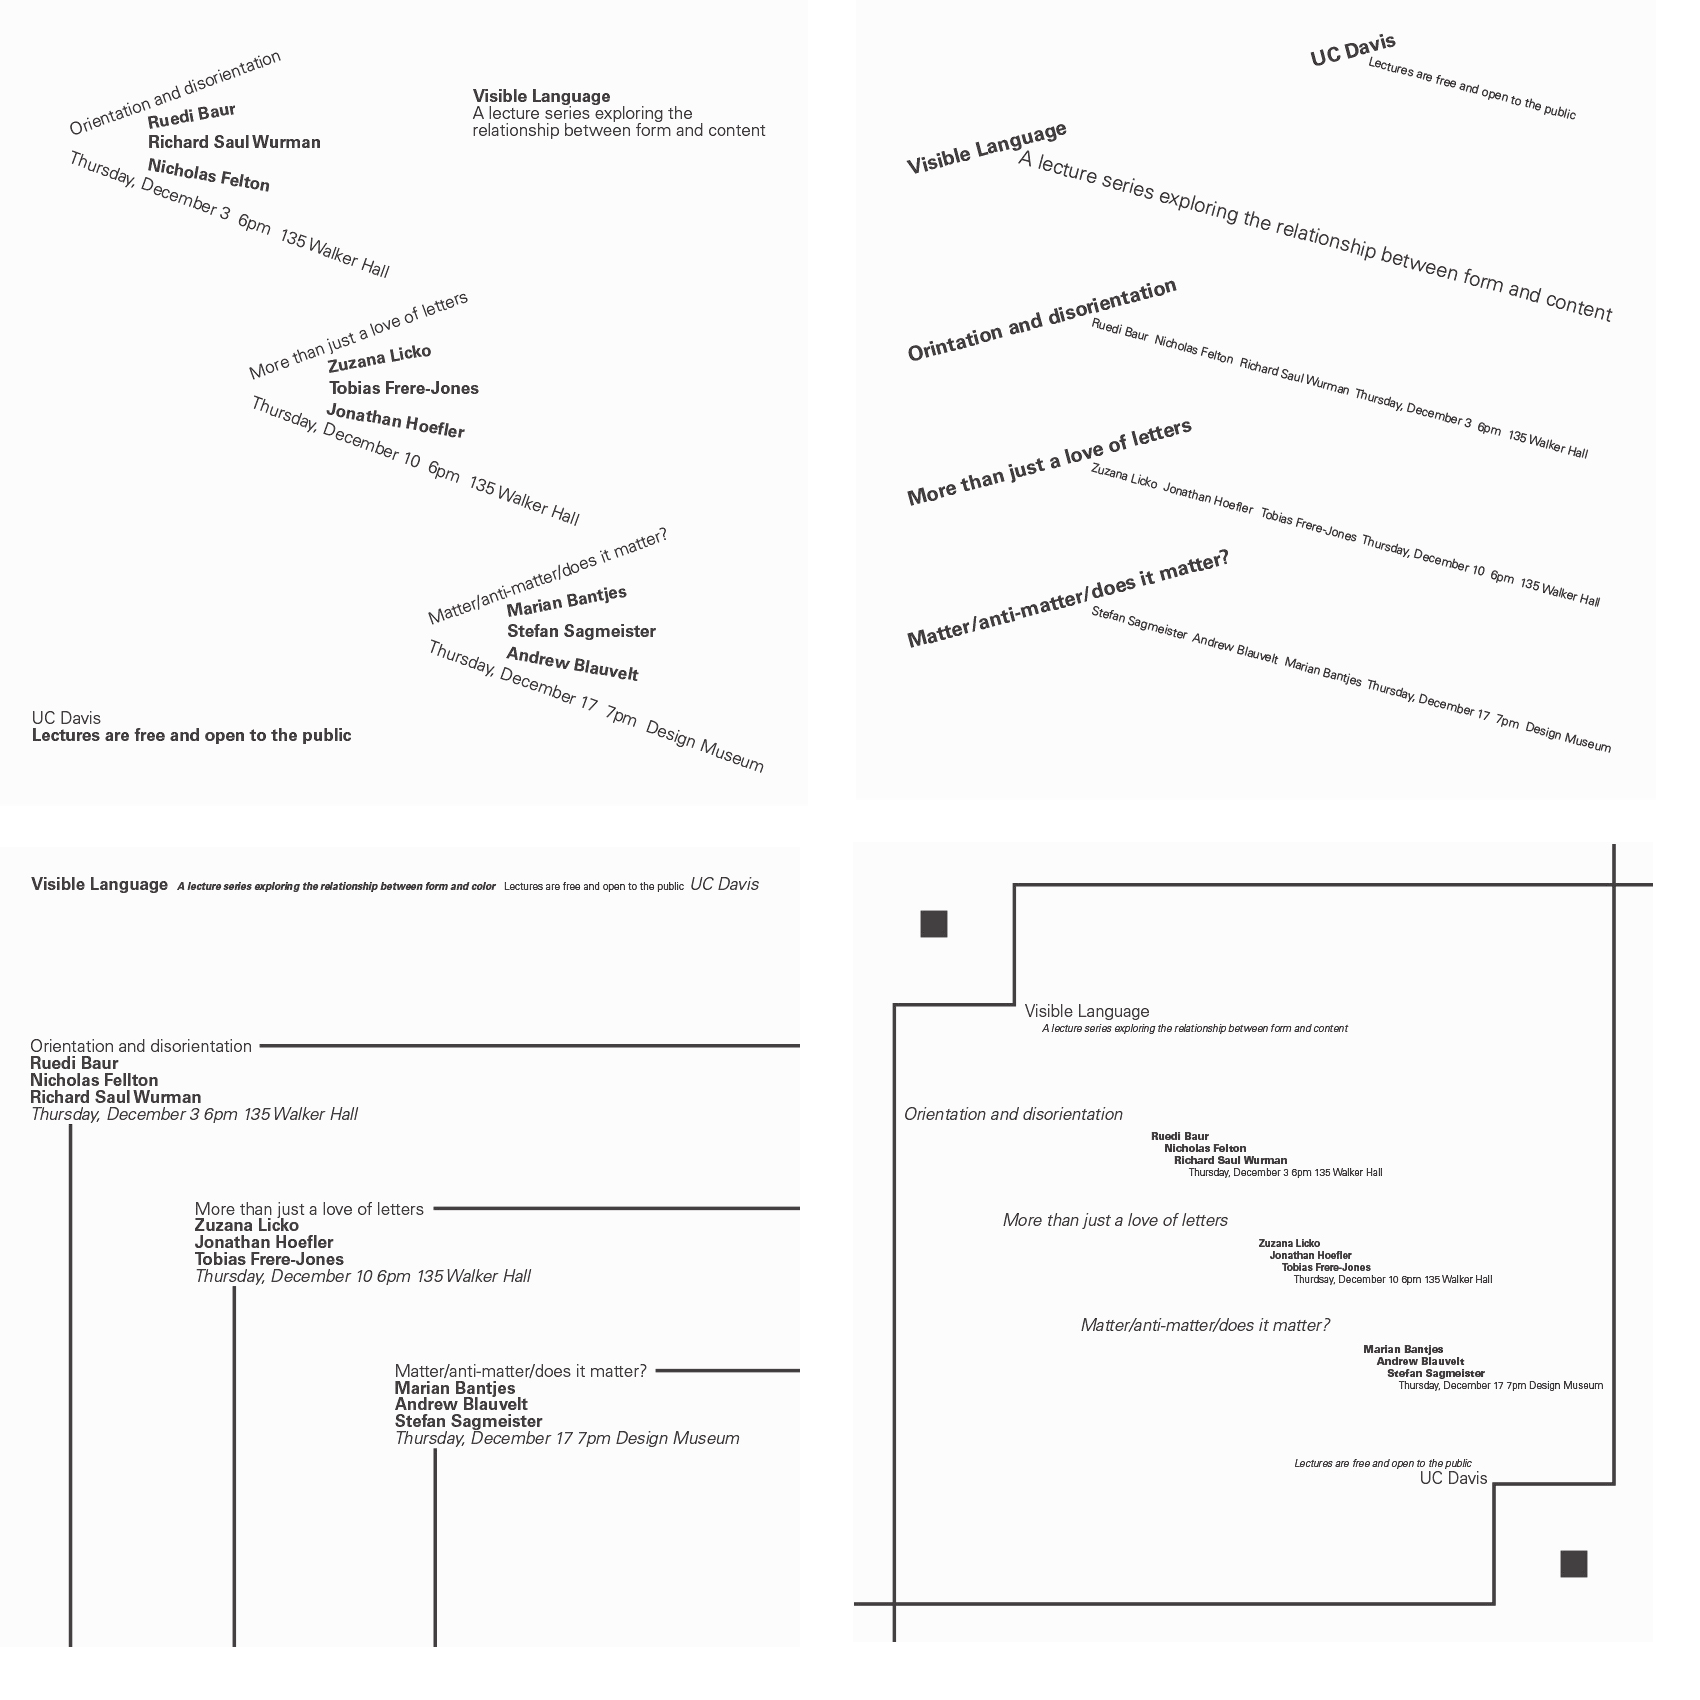 Orientation and disorientation
Ruedi Baur
Richard Saul Wurman
Nicholas Felton
Thursday, December 3 6pm 135 Walker Hall
Visible Language
A lecture series exploring the
relationship between form and content
More than just a love of letters
Zuzana Licko
Tobias Frere-Jones
Jonathan Hoefler
Thursday, December 10 6pm 135 Walker Hall
Matter/anti-matter/does it matter?
Marian Bantjes
Stefan Sagmeister
Andrew Blauvelt
Thursday, December 17 7pm Design Museum
UC Davis
Lectures are free and open to the public
UC Davis
Lectures are free and open to the public
Visible Language
A lecture series exploring the relationship between form and content
Orintation and disorientation
Ruedi Baur Nicholas Felton Richard Saul Wurman Thursday, December 3 6pm 135 Walker Hall
More than just a love of letters
Zuzana Licko Jonathan Hoefler Tobias Frere-Jones Thursday, December 10 6pm 135 Walker Hall
Matter/anti-matter/does it matter?
Stefan Sagmeister Andrew Blauvelt Marian Bantjes Thursday, December 17 7pm Design Museum
Visible Language A lecture series exploring the relationship between form and color Lectures are free and open to the public UC Davis
Orientation and disorientation
Ruedi Baur
Nicholas Fellton
Richard Saul Wurman
Thursday, December 3 6pm 135 Walker Hall
More than just a love of letters
Zuzana Licko
Jonathan Hoefler
Tobias Frere-Jones
Thursday, December 10 6pm 135 Walker Hall
Matter/anti-matter/does it matter?
Marian Bantjes
Andrew Blauvelt
Stefan Sagmeister
Thursday, December 17 7pm Design Museum
Visible Language
A lecture series exploring the relationship between form and content
Orientation and disorientation
Ruedi Baur
Nicholas Felton
Richard Saul Wurman
Thursday, December 3 6pm 135 Walker Hall
More than just a love of letters
Zuzana Licko
Jonathan Hoefler
Tobias Frere-Jones
Thurdsay, December 10 6pm 135 Walker Hall
Matter/anti-matter/does it matter?
Marian Bantjes
Andrew Blauvelt
Stefan Sagmeister
Thursday, December 17 7pm Design Museum
Lectures are free and open to the public
UC Davis